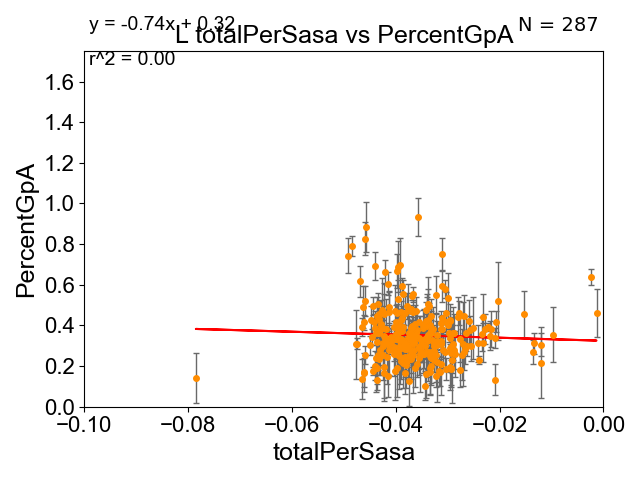 y = -0.74x + 0.32
N = 287
L totalPerSasa vs PercentGpA
r^2 = 0.00
1.6
1.4
1.2
1.0
0.8
0.6
0.4
0.2
0.0
PercentGpA
−0.10
−0.08
−0.06
−0.04
−0.02
0.00
totalPerSasa